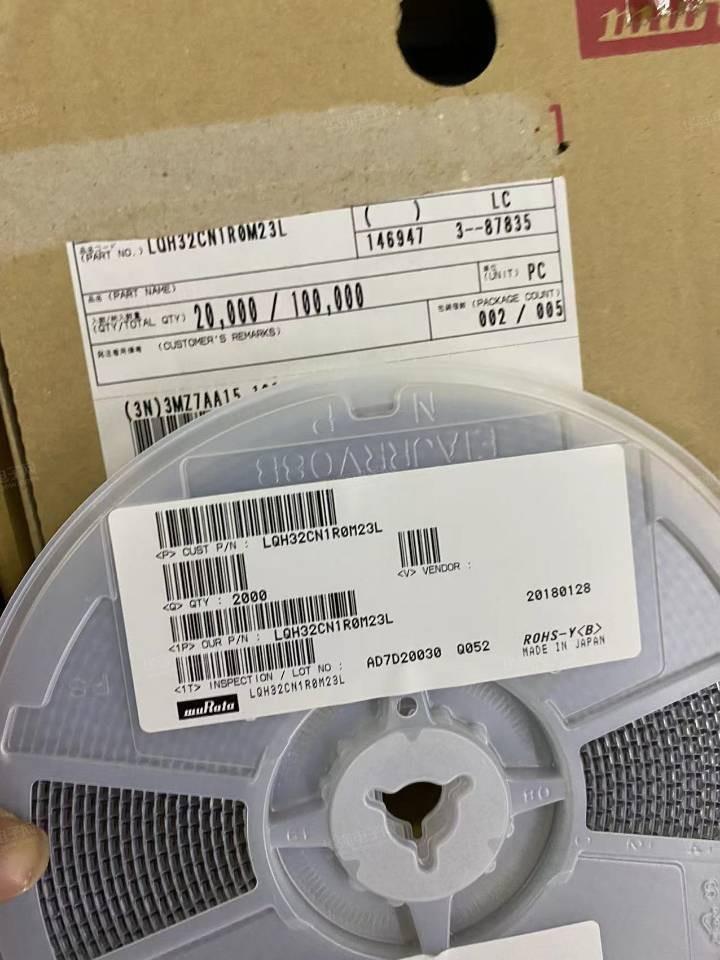 (PART NO.) LQH32CN1R0M23L
( ) LC
146947 3--87835
(PART NAME)
(UNIT) PC
(QTY/TOTAL QTY) 20,000 / 100,000
(PACKAGE COUNT)
002 / 005
(CUSTOMER'S REMARKS)
(3N)3MZ7AA15
N
P
EIAJRRV08B
<P> CUST P/N : LQH32CN1R0M23L
<V> VENDOR :
<Q> QTY : 2000
20180128
<1P> OUR P/N : LQH32CN1R0M23L
<1T> INSPECTION / LOT NO : AD7D20030 Q052
ROHS-Y<B>
LQH32CN1R0M23L
MADE IN JAPAN
muRata